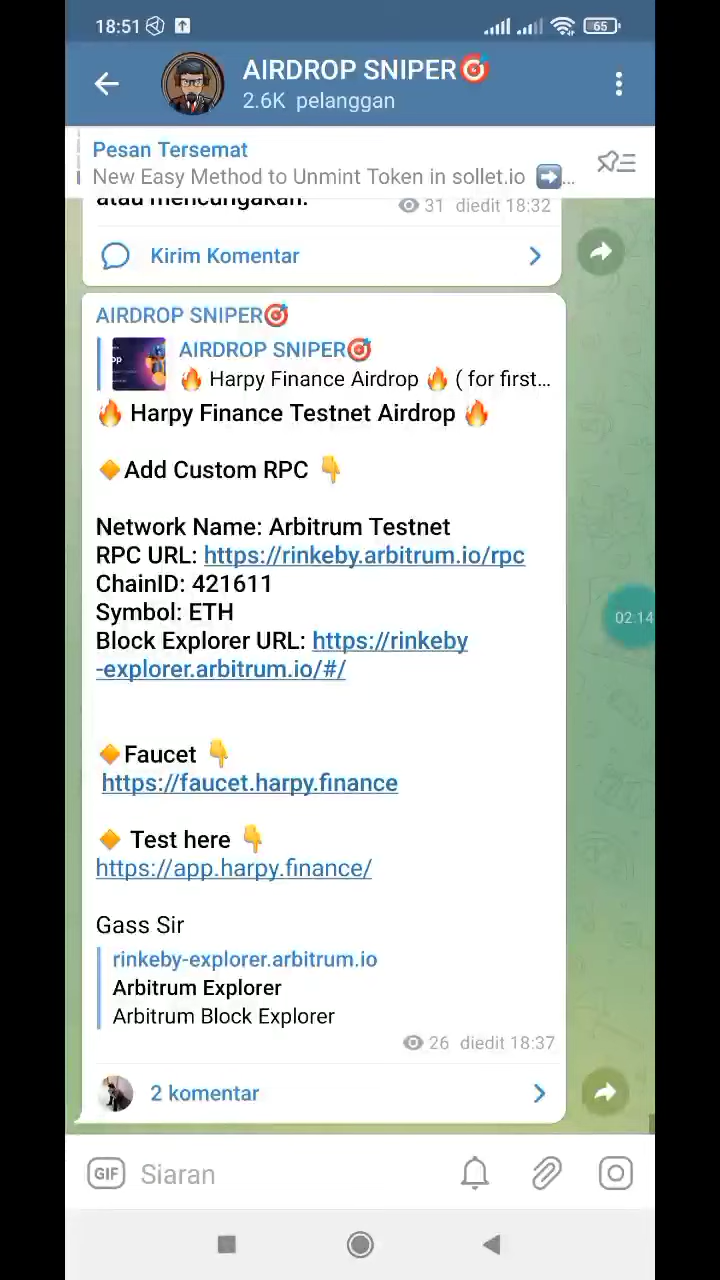 18:51
65
AIRDROP SNIPER🎯
2.6K pelanggan
Pesan Tersemat
New Easy Method to Unmint Token in sollet.io ➡️...
atau mencurigakan.
31 diedit 18:32
Kirim Komentar
AIRDROP SNIPER🎯
AIRDROP SNIPER🎯
🔥 Harpy Finance Airdrop 🔥 ( for first...
🔥 Harpy Finance Testnet Airdrop 🔥
🔶Add Custom RPC 👇
Network Name: Arbitrum Testnet
RPC URL: https://rinkeby.arbitrum.io/rpc
ChainID: 421611
Symbol: ETH
Block Explorer URL: https://rinkeby
-explorer.arbitrum.io/#/
02:14
🔶Faucet 👇
https://faucet.harpy.finance
🔶 Test here 👇
https://app.harpy.finance/
Gass Sir
rinkeby-explorer.arbitrum.io
Arbitrum Explorer
Arbitrum Block Explorer
26 diedit 18:37
2 komentar
GIF Siaran